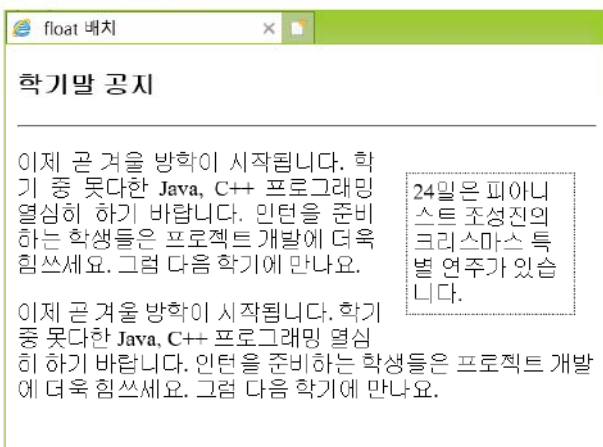 float 배치
학기말 공지
이제 곧 겨울 방학이 시작됩니다. 학
기 중 못다한 Java, C++ 프로그래밍
열심히 하기 바랍니다. 인턴을 준비
하는 학생들은 프로젝트 개발에 더욱
힘쓰세요. 그럼 다음 학기에 만나요.
24일은 피아니
스트 조성진의
크리스마스 특
별 연주가 있습
니다.
이제 곧 겨울 방학이 시작됩니다. 학기
중 못다한 Java, C++ 프로그래밍 열심
히 하기 바랍니다. 인턴을 준비하는 학생들은 프로젝트 개발
에 더욱 힘쓰세요. 그럼 다음 학기에 만나요.